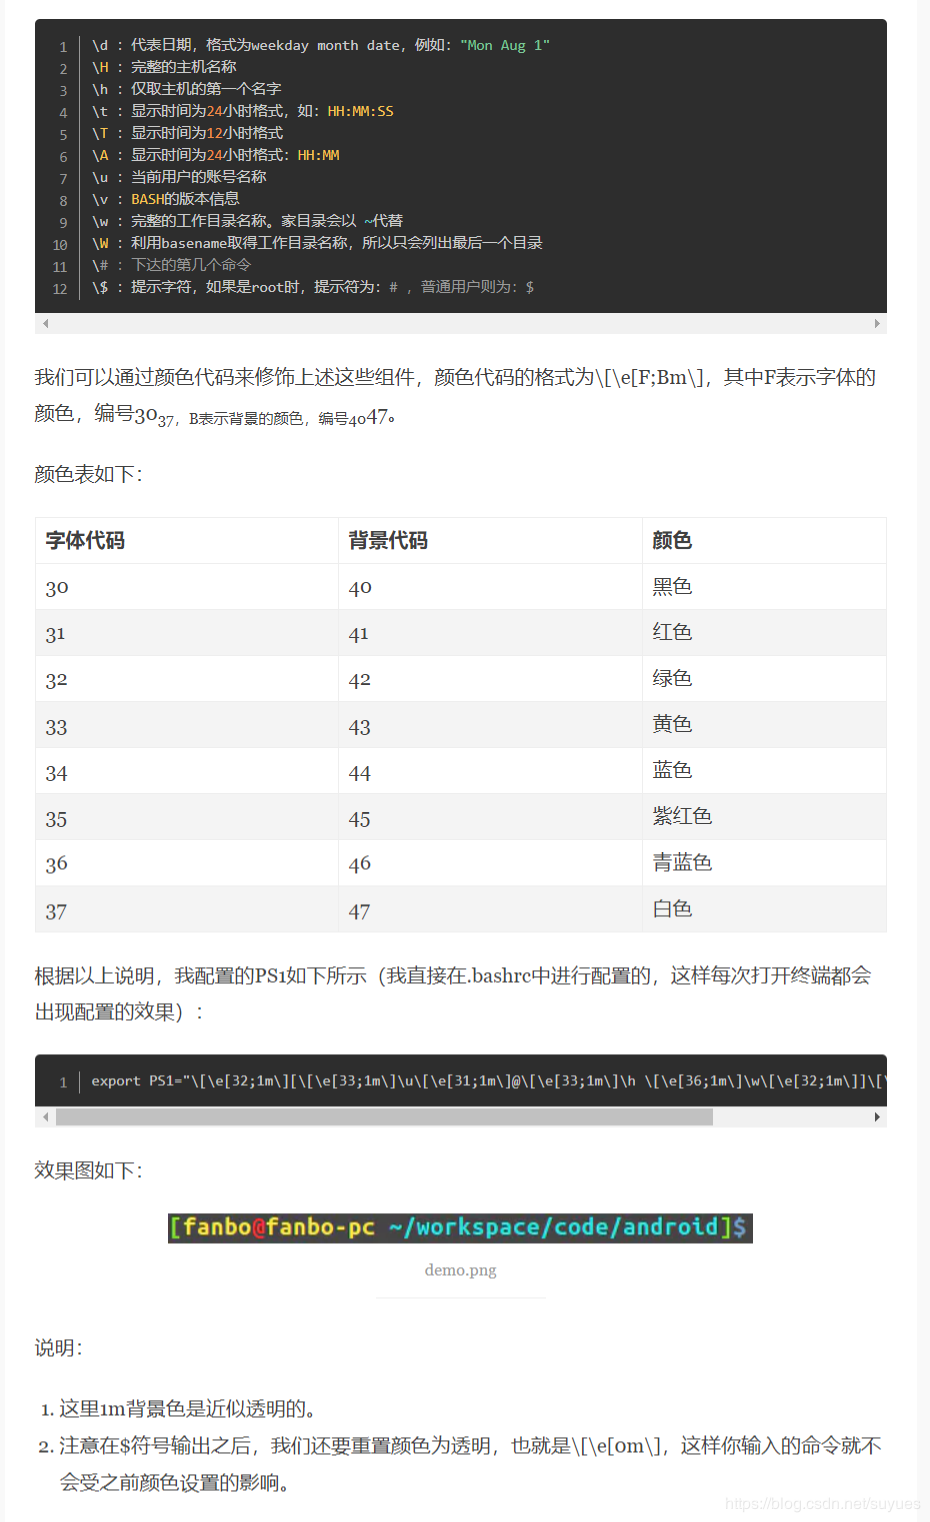 1 \d : 代表日期，格式为weekday month date，例如："Mon Aug 1"
2 \H : 完整的主机名称
3 \h : 仅取主机的第一个名字
4 \t : 显示时间为24小时格式，如：HH:MM:SS
5 \T : 显示时间为12小时格式
6 \A : 显示时间为24小时格式：HH:MM
7 \u : 当前用户的账号名称
8 \v : BASH的版本信息
9 \w : 完整的工作目录名称。家目录会以 ~代替
10 \W : 利用basename取得工作目录名称，所以只会列出最后一个目录
11 \# : 下达的第几个命令
12 \$ : 提示字符，如果是root时，提示符为：# ，普通用户则为：$
我们可以通过颜色代码来修饰上述这些组件，颜色代码的格式为\[\e[F;Bm\]，其中F表示字体的
颜色，编号3037，B表示背景的颜色，编号4047。
颜色表如下：
字体代码 背景代码 颜色
30 40 黑色
31 41 红色
32 42 绿色
33 43 黄色
34 44 蓝色
35 45 紫红色
36 46 青蓝色
37 47 白色
根据以上说明，我配置的PS1如下所示（我直接在.bashrc中进行配置的，这样每次打开终端都会
出现配置的效果）：
1 export PS1="\[\e[32;1m\][\[\e[33;1m\]\u\[\e[31;1m\]@\[\e[33;1m\]\h \[\e[36;1m\]\w\[\e[32;1m\]]\[\
效果图如下：
[fanbo@fanbo-pc ~/workspace/code/android]$
demo.png
说明：
1. 这里1m背景色是近似透明的。
2. 注意在$符号输出之后，我们还要重置颜色为透明，也就是\[\e[0m\]，这样你输入的命令就不
会受之前颜色设置的影响。
https://blog.csdn.net/suyues